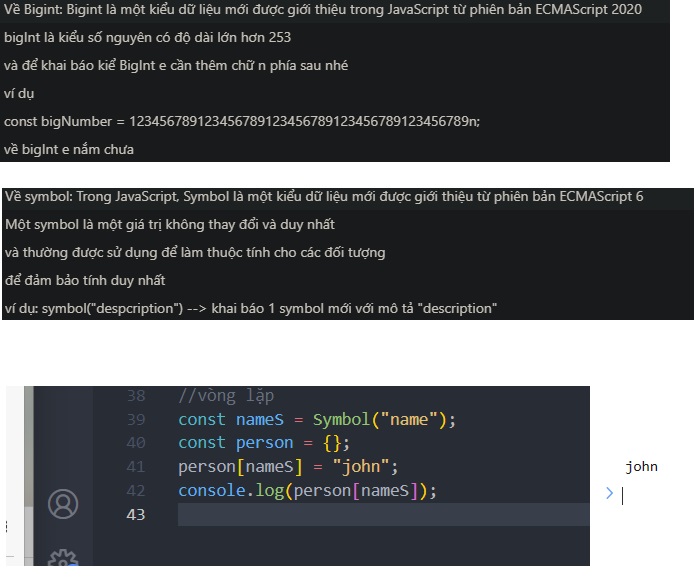 Về Bigint: Bigint là một kiểu dữ liệu mới được giới thiệu trong JavaScript từ phiên bản ECMAScript 2020
bigInt là kiểu số nguyên có độ dài lớn hơn 253
và để khai báo kiể BigInt e cần thêm chữ n phía sau nhé
ví dụ
const bigNumber = 123456789123456789123456789123456789123456789n;
về bigInt e nắm chưa
Về symbol: Trong JavaScript, Symbol là một kiểu dữ liệu mới được giới thiệu từ phiên bản ECMAScript 6
Một symbol là một giá trị không thay đổi và duy nhất
và thường được sử dụng để làm thuộc tính cho các đối tượng
để đảm bảo tính duy nhất
ví dụ: symbol("despcription") --> khai báo 1 symbol mới với mô tả "description"
38 //vòng lặp
39 const nameS = Symbol("name");
40 const person = {};
41 person[nameS] = "john";
42 console.log(person[nameS]);
43
john
>